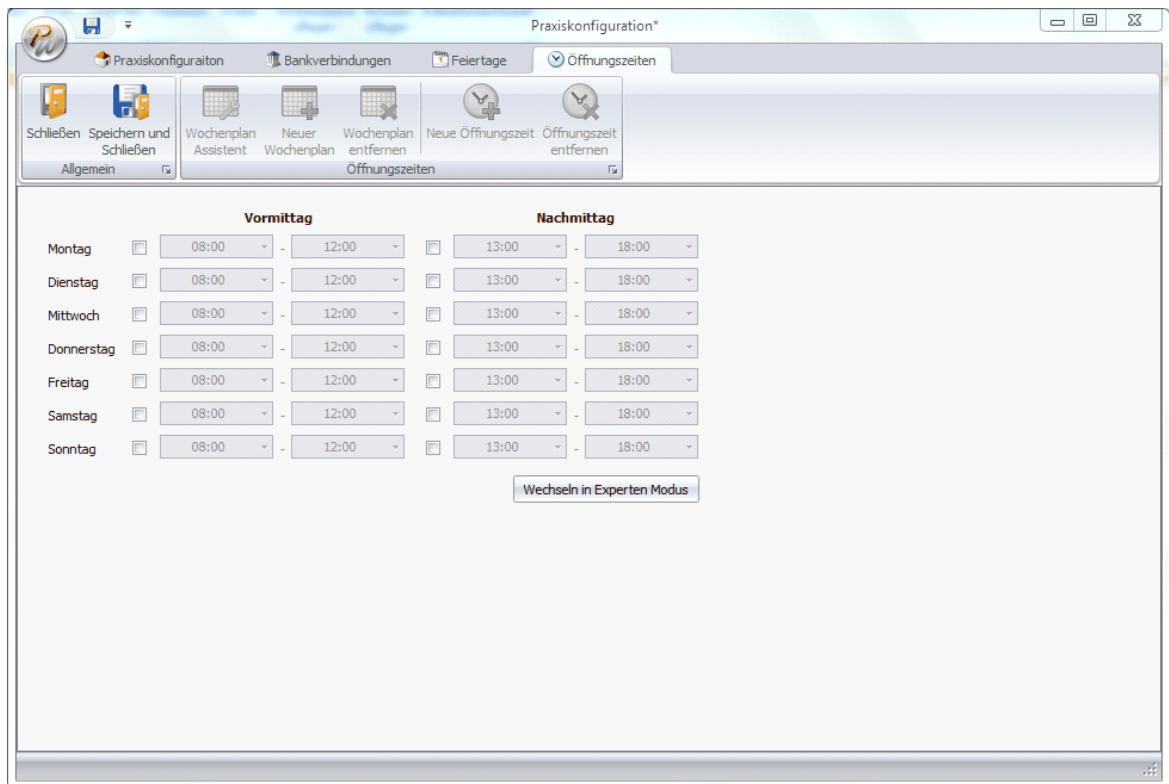 PW
Praxiskonfiguration*
Praxiskonfiguraiton Bankverbindungen Feiertage Öffnungszeiten
Schließen Speichern und Schließen Wochenplan Assistent Neuer Wochenplan Wochenplan entfernen Neue Öffnungszeit Öffnungszeit entfernen
Allgemein Öffnungszeiten
Vormittag Nachmittag
Montag 08:00 - 12:00 13:00 - 18:00
Dienstag 08:00 - 12:00 13:00 - 18:00
Mittwoch 08:00 - 12:00 13:00 - 18:00
Donnerstag 08:00 - 12:00 13:00 - 18:00
Freitag 08:00 - 12:00 13:00 - 18:00
Samstag 08:00 - 12:00 13:00 - 18:00
Sonntag 08:00 - 12:00 13:00 - 18:00
Wechseln in Experten Modus